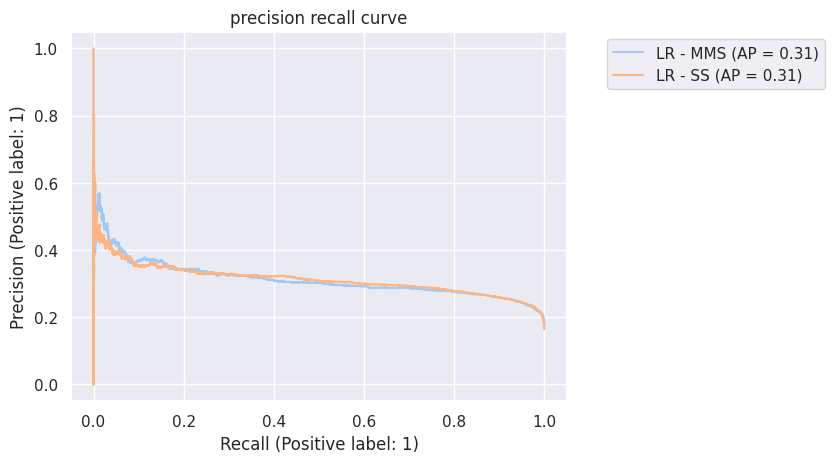 precision recall curve
LR - MMS (AP = 0.31)
LR - SS (AP = 0.31)
Precision (Positive label: 1)
1.0
0.8
0.6
0.4
0.2
0.0
0.0 0.2 0.4 0.6 0.8 1.0
Recall (Positive label: 1)